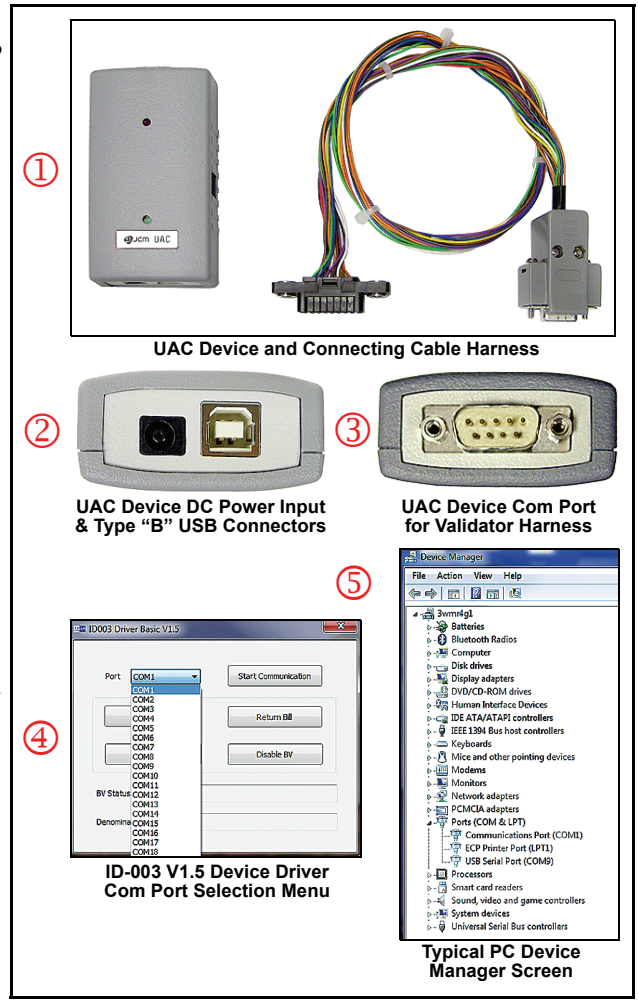 1
JCM UAC
UAC Device and Connecting Cable Harness
2
3
UAC Device DC Power Input
& Type “B” USB Connectors
UAC Device Com Port
for Validator Harness
4
ID003 Driver Basic V1.5
Port
COM1
Start Communication
COM1
COM2
COM3
COM4
COM5
COM6
COM7
COM8
COM9
COM10
COM11
COM12
COM13
COM14
COM15
COM16
COM17
COM18
Return Bill
Disable BV
BV Status
Denomina
ID-003 V1.5 Device Driver
Com Port Selection Menu
5
Device Manager
File Action View Help
3wmr4g1
Batteries
Bluetooth Radios
Computer
Disk drives
Display adapters
DVD/CD-ROM drives
Human Interface Devices
IDE ATA/ATAPI controllers
IEEE 1394 Bus host controllers
Keyboards
Mice and other pointing devices
Modems
Monitors
Network adapters
PCMCIA adapters
Ports (COM & LPT)
Communications Port (COM1)
ECP Printer Port (LPT1)
USB Serial Port (COM9)
Processors
Smart card readers
Sound, video and game controllers
System devices
Universal Serial Bus controllers
Typical PC Device
Manager Screen